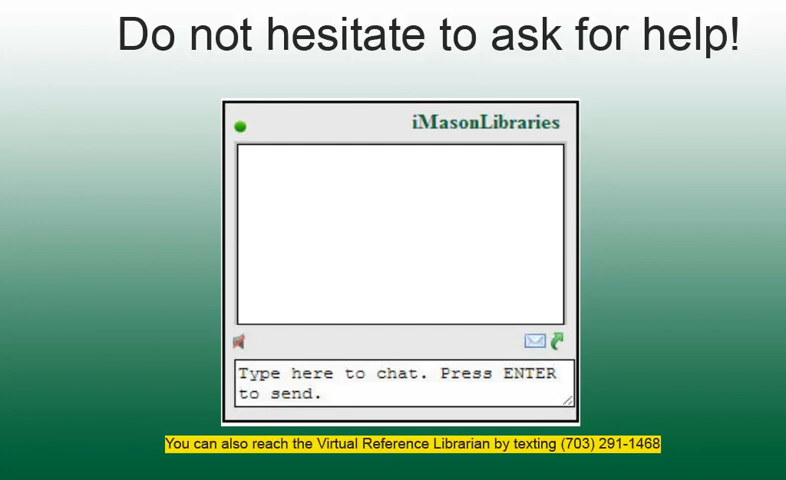 Do not hesitate to ask for help!
iMasonLibraries
Type here to chat. Press ENTER
to send.
You can also reach the Virtual Reference Librarian by texting (703) 291-1468